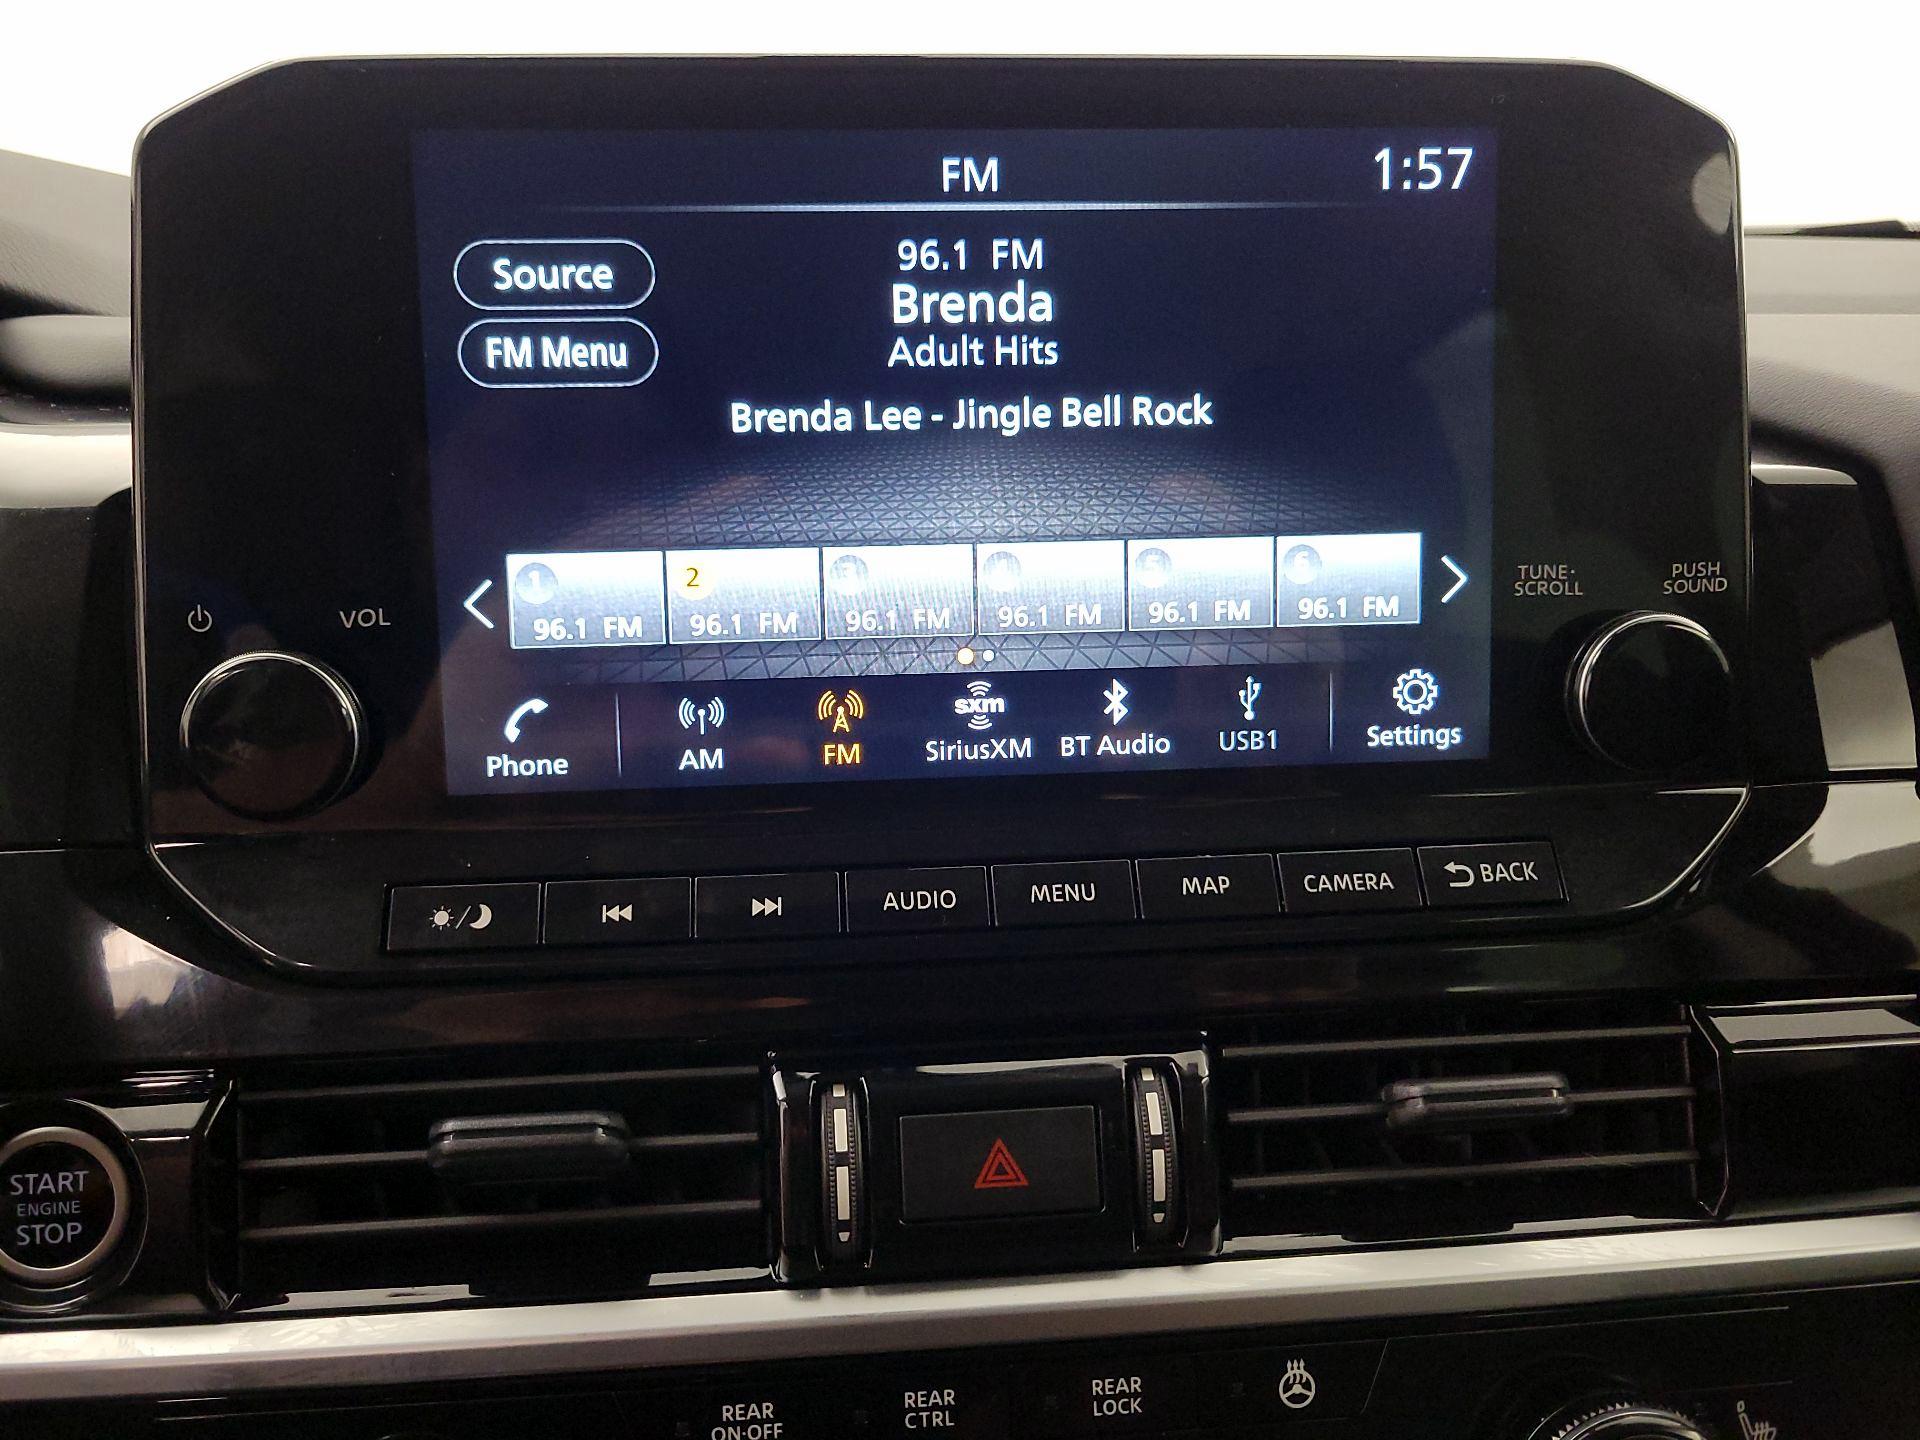 FM
1:57
Source
FM Menu
96.1 FM
Brenda
Adult Hits
Brenda Lee - Jingle Bell Rock
1 2 3 4 5 6
96.1 FM 96.1 FM 96.1 FM 96.1 FM 96.1 FM 96.1 FM
VOL
TUNE·
SCROLL
PUSH
SOUND
Phone AM FM SiriusXM BT Audio USB1 Settings
sxm
AUDIO MENU MAP CAMERA BACK
START
ENGINE
STOP
REAR
ON·OFF
REAR
CTRL
REAR
LOCK